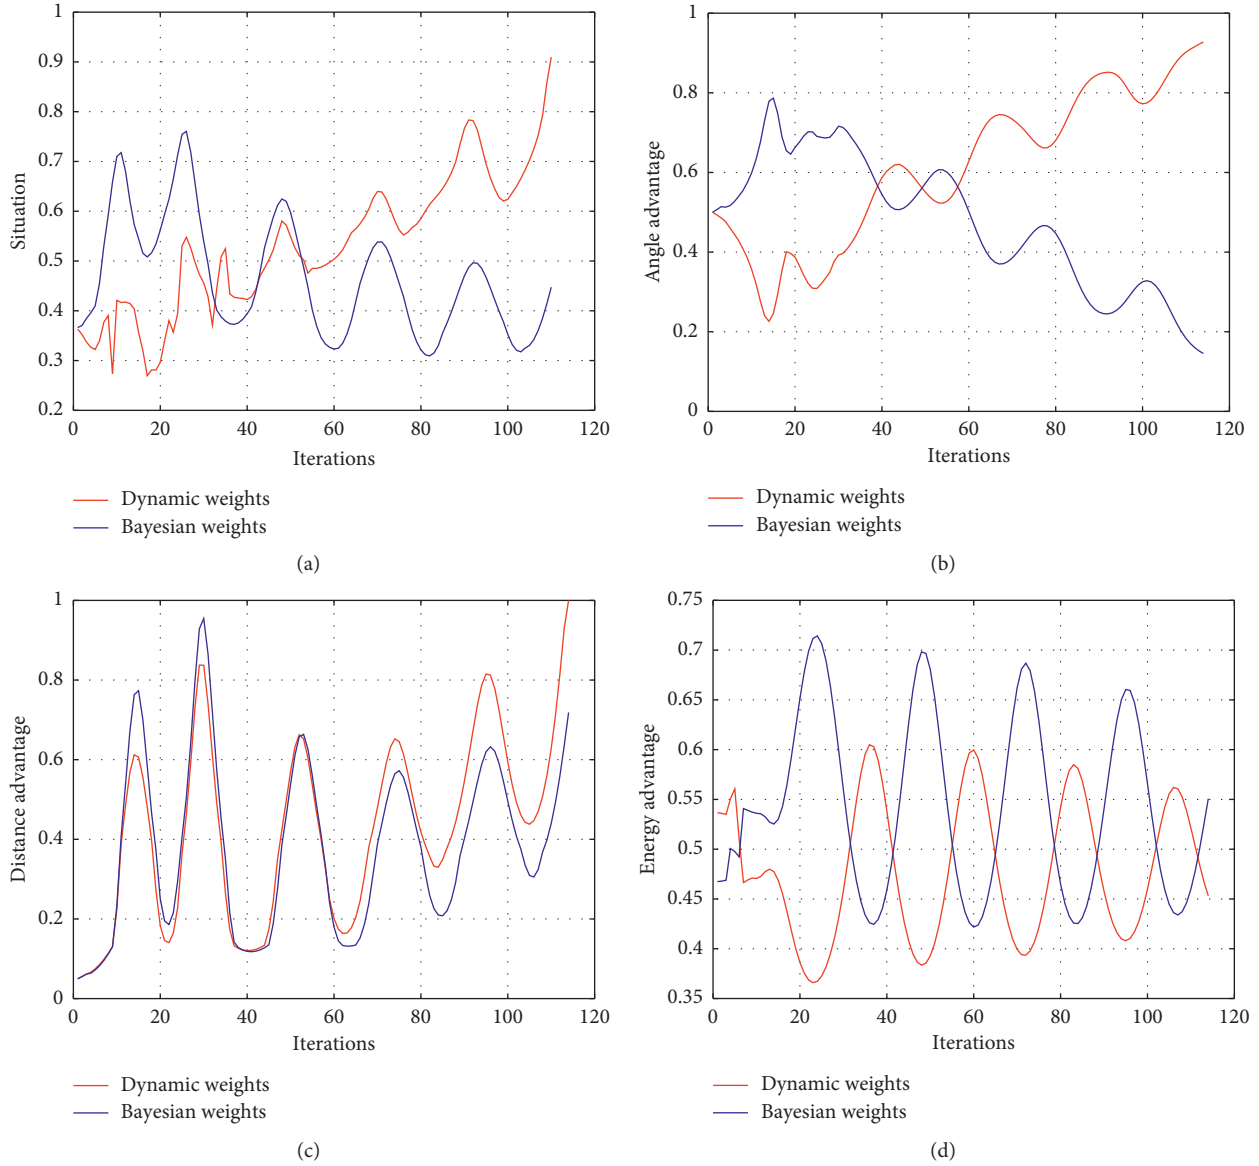 1
0.9
0.8
0.7
0.6
0.5
0.4
0.3
0.2
Situation
0 20 40 60 80 100 120
Iterations
Dynamic weights
Bayesian weights
(a)
1
0.8
0.6
0.4
0.2
0
Angle advantage
0 20 40 60 80 100 120
Iterations
Dynamic weights
Bayesian weights
(b)
1
0.8
0.6
0.4
0.2
0
Distance advantage
0 20 40 60 80 100 120
Iterations
Dynamic weights
Bayesian weights
(c)
0.75
0.7
0.65
0.6
0.55
0.5
0.45
0.4
0.35
Energy advantage
0 20 40 60 80 100 120
Iterations
Dynamic weights
Bayesian weights
(d)